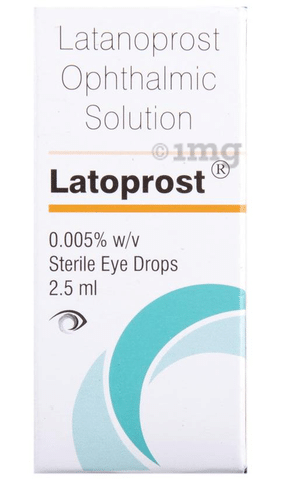 Latanoprost
Ophthalmic
Solution
© 1mg
Latoprost®
0.005% w/v
Sterile Eye Drops
2.5 ml